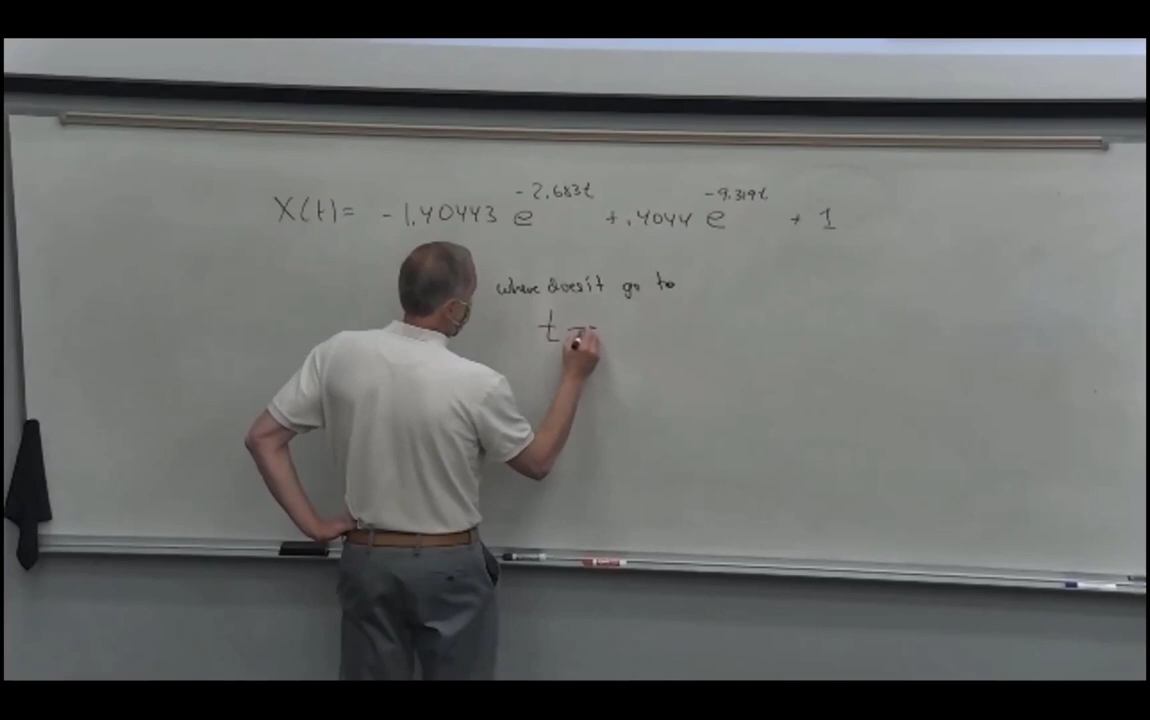 X(t) = -1.40443 e^-2.683t + .4044 e^-9.319t + 1
where does it go to
t